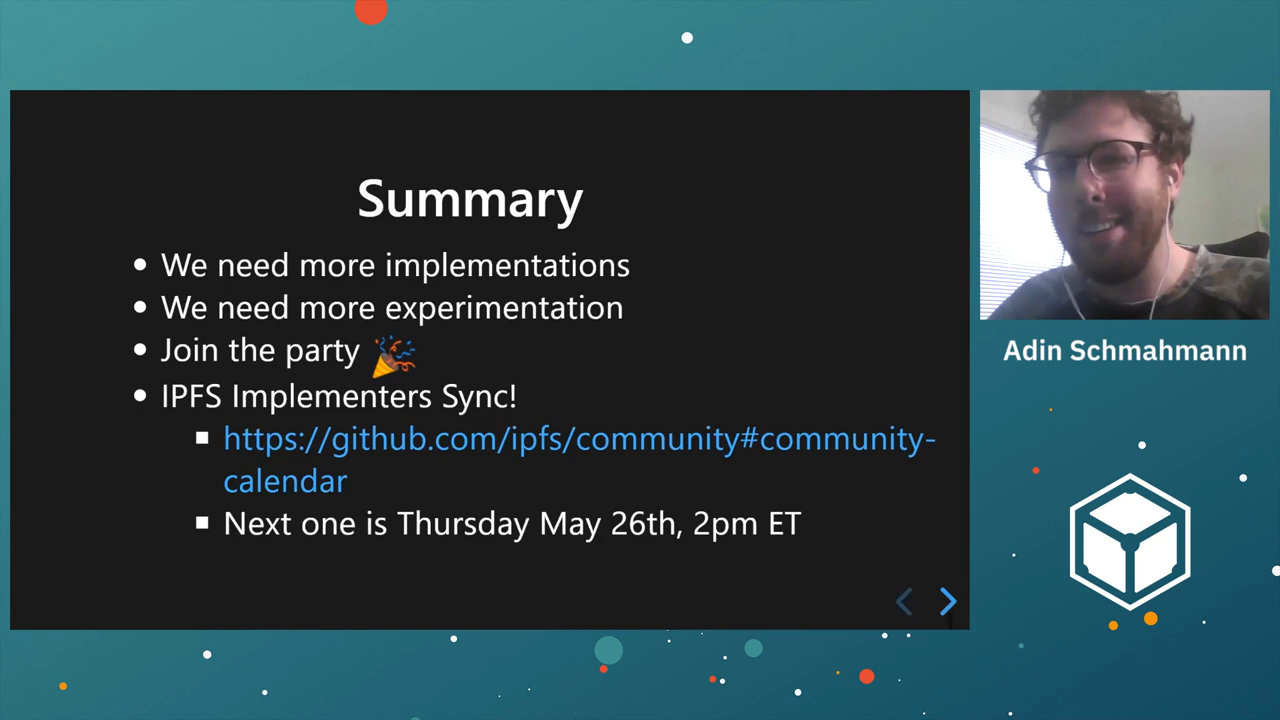 Summary
We need more implementations
We need more experimentation
Join the party 🎉
IPFS Implementers Sync!
https://github.com/ipfs/community#community-
calendar
Next one is Thursday May 26th, 2pm ET
Adin Schmahmann